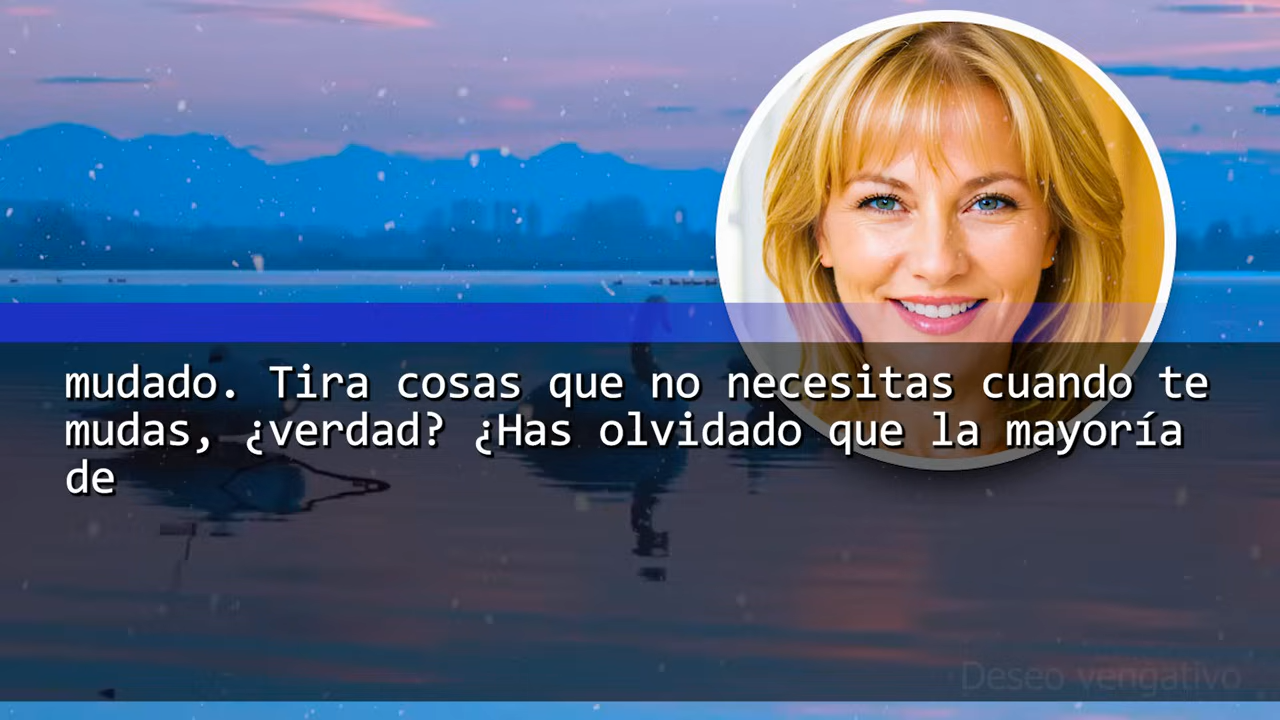 mudado. Tira cosas que no necesitas cuando te
mudas, ¿verdad? ¿Has olvidado que la mayoría
de
Deseo vengativo